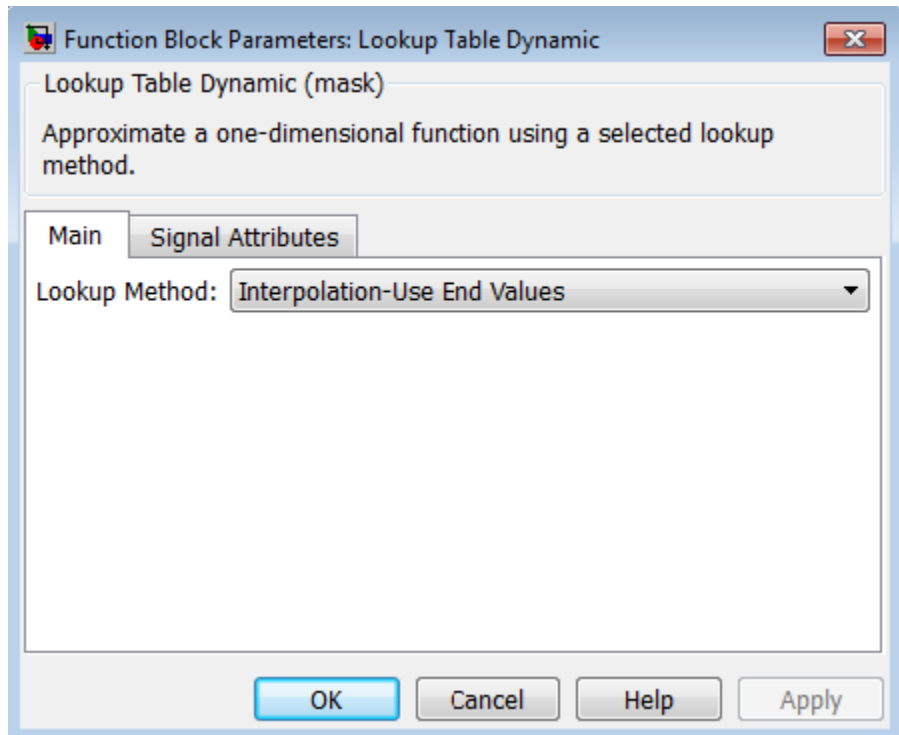 Function Block Parameters: Lookup Table Dynamic
Lookup Table Dynamic (mask)
Approximate a one-dimensional function using a selected lookup
method.
Main Signal Attributes
Lookup Method: Interpolation-Use End Values
OK Cancel Help Apply